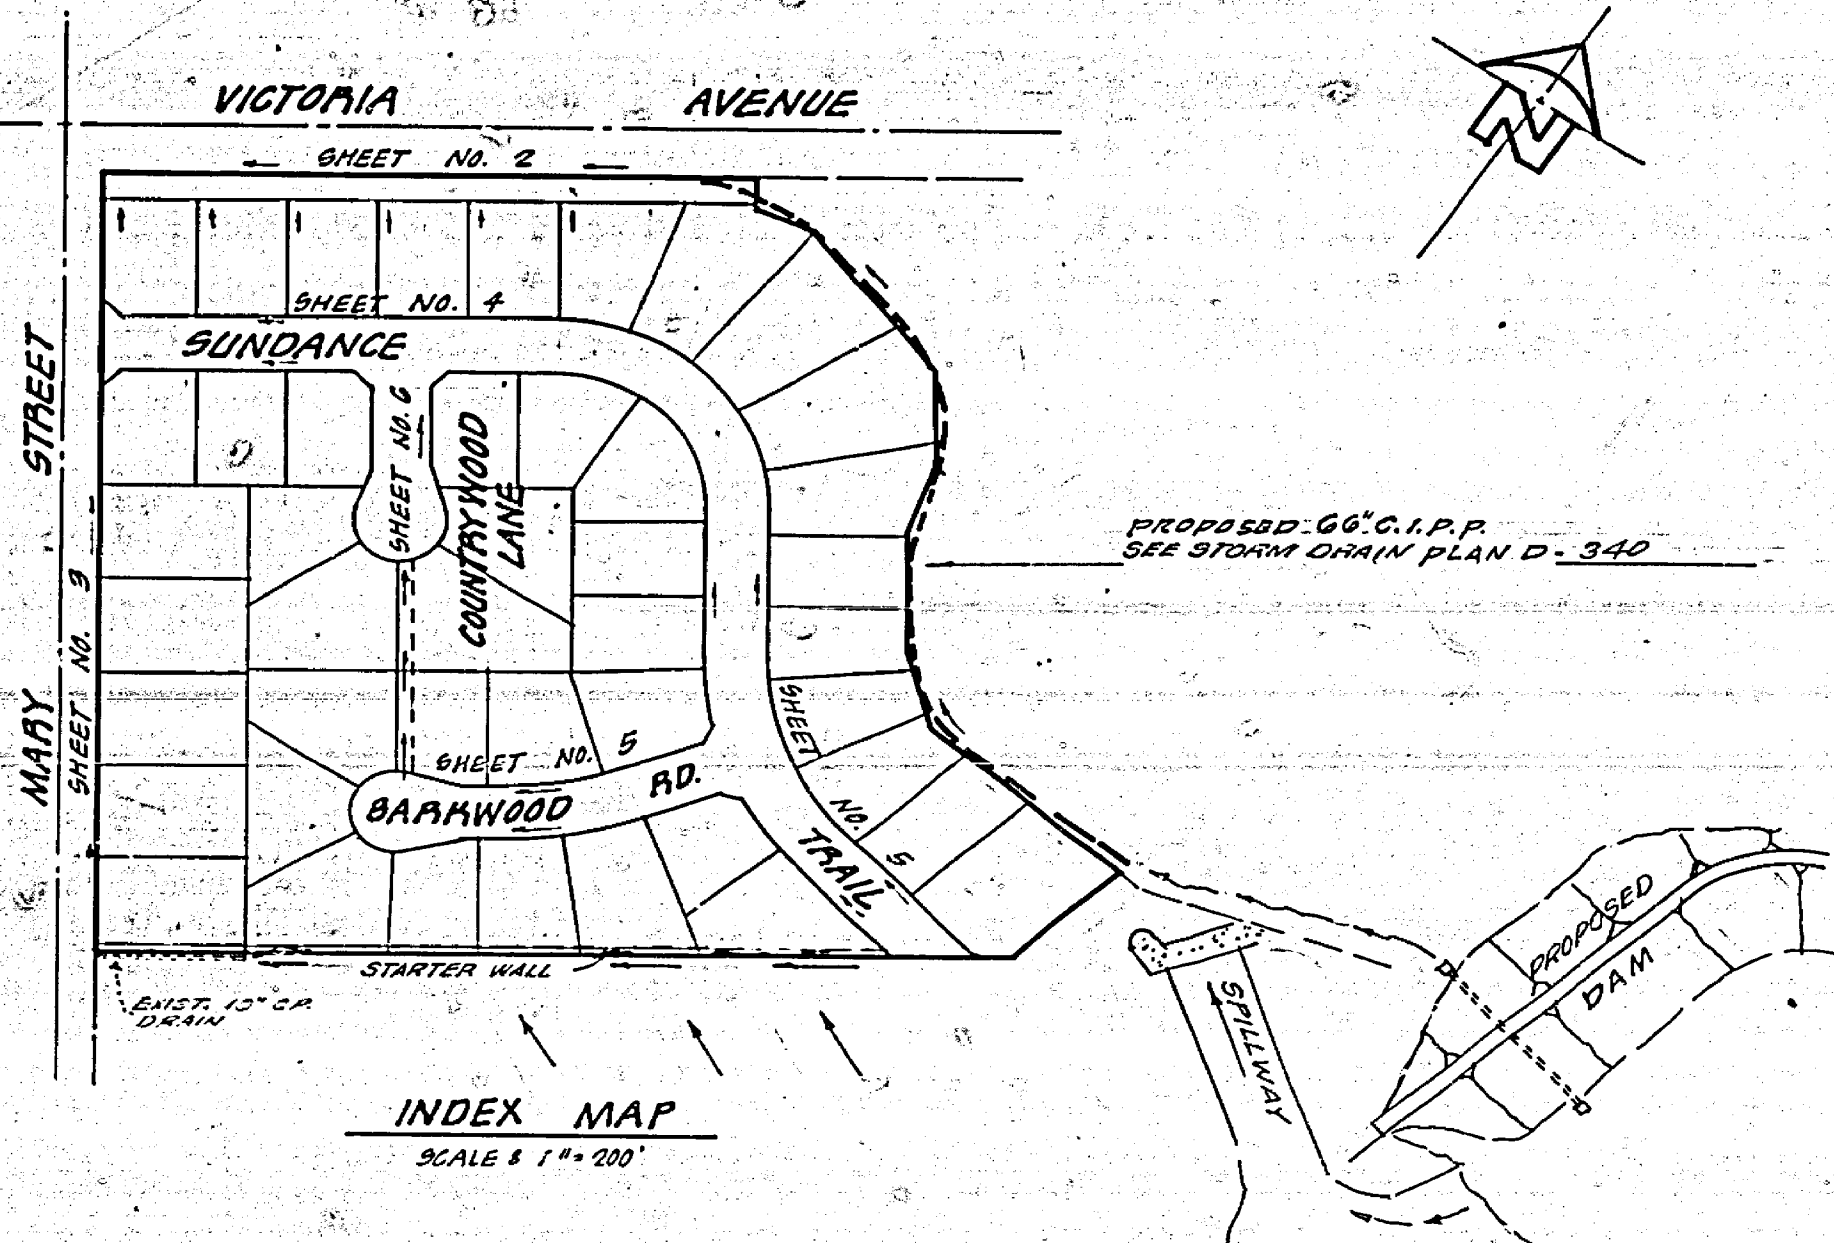 VICTORIA AVENUE
SHEET NO. 2
N
SHEET NO. 4
SUNDANCE
STREET
MARY
SHEET NO. 3
SHEET NO. 6
COUNTRYWOOD
LANE
PROPOSED 66" C.I.P.P.
SEE STORM DRAIN PLAN D-340
SHEET NO. 5
SHEET NO. 5
BARKWOOD RD.
TRAIL
STARTER WALL
EXIST. C.P.
DRAIN
PROPOSED
DAM
SPILLWAY
INDEX MAP
SCALE : 1" = 200'